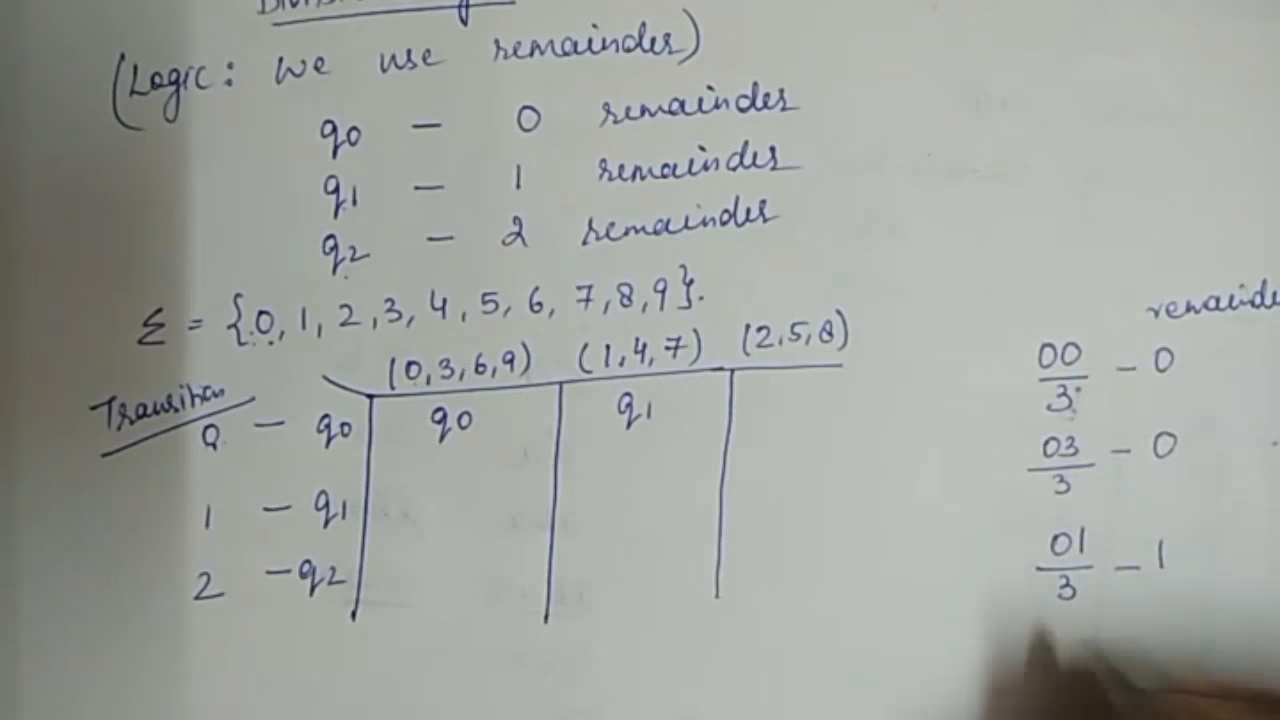 (Logic: we use remainder)
q0 - 0 remainder
q1 - 1 remainder
q2 - 2 remainder
Σ = {0, 1, 2, 3, 4, 5, 6, 7, 8, 9}.
Transition (0,3,6,9) (1,4,7) (2,5,8)
0 - q0 q0 q1
1 - q1
2 - q2
00/3 - 0
03/3 - 0
01/3 - 1